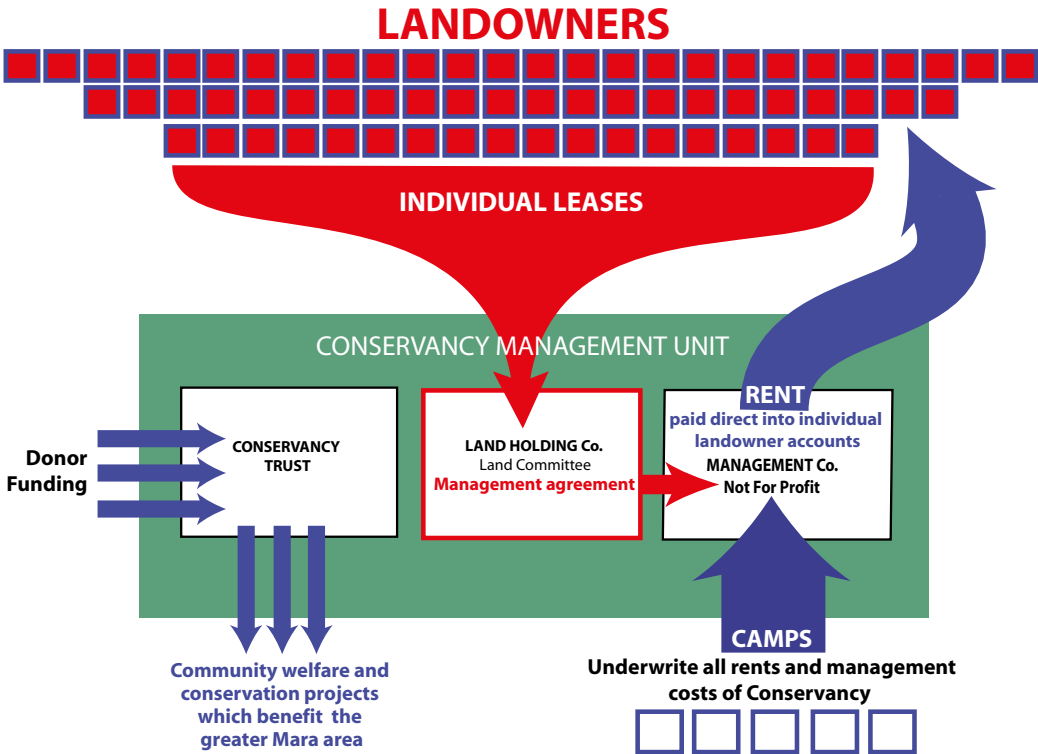 LANDOWNERS
INDIVIDUAL LEASES
CONSERVANCY MANAGEMENT UNIT
Donor
Funding
CONSERVANCY
TRUST
LAND HOLDING Co.
Land Committee
Management agreement
RENT
paid direct into individual
landowner accounts
MANAGEMENT Co.
Not For Profit
CAMPS
Underwrite all rents and management
costs of Conservancy
Community welfare and
conservation projects
which benefit the
greater Mara area